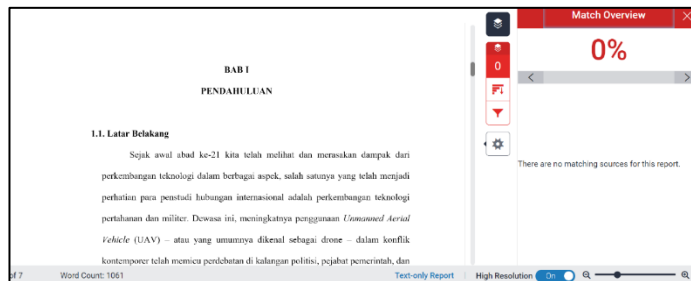 BAB I
PENDAHULUAN
1.1. Latar Belakang
Sejak awal abad ke-21 kita telah melihat dan merasakan dampak dari
perkembangan teknologi dalam berbagai aspek, salah satunya yang telah menjadi
perhatian para penstudi hubungan internasional adalah perkembangan teknologi
pertahanan dan militer. Dewasa ini, meningkatnya penggunaan Unmanned Aerial
Vehicle (UAV) – atau yang umumnya dikenal sebagai drone – dalam konflik
kontemporer telah memicu perdebatan di kalangan politisi, pejabat pemerintah, dan
of 7
Word Count: 1061
Text-only Report
High Resolution
On
Match Overview
0%
0
There are no matching sources for this report.